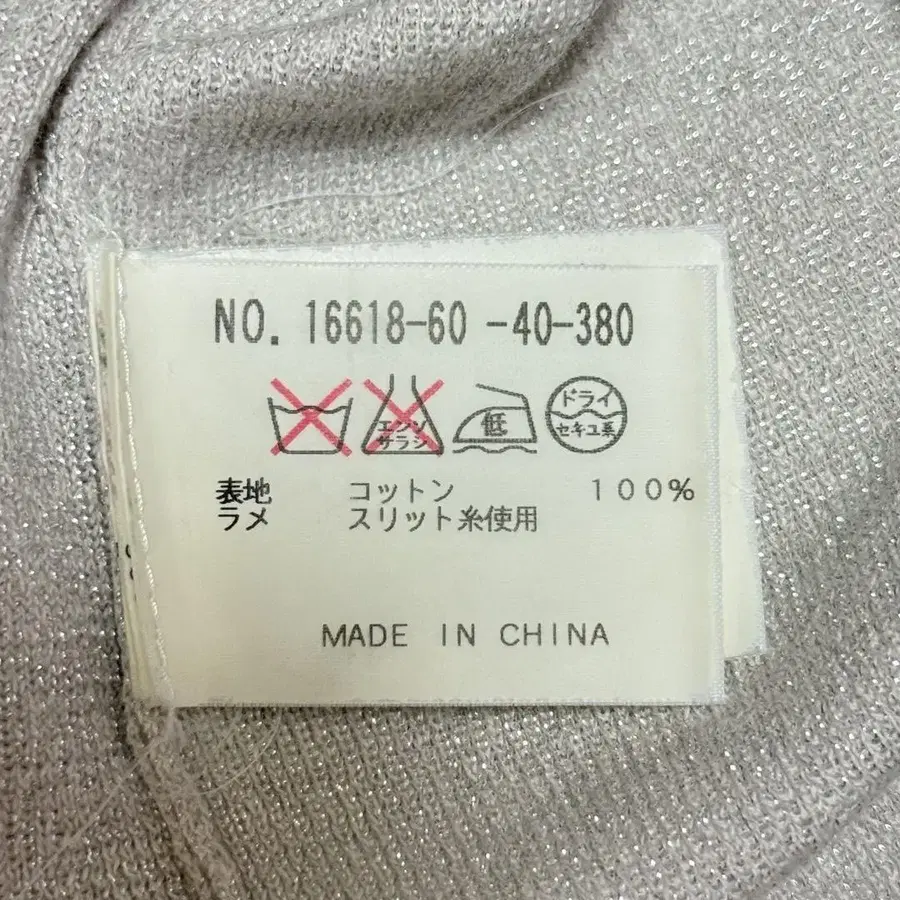 NO. 16618-60 -40-380
エンソ
サラシ
低
ドライ
セキユ系
表地 コットン 100%
ラメ スリット糸使用
MADE IN CHINA